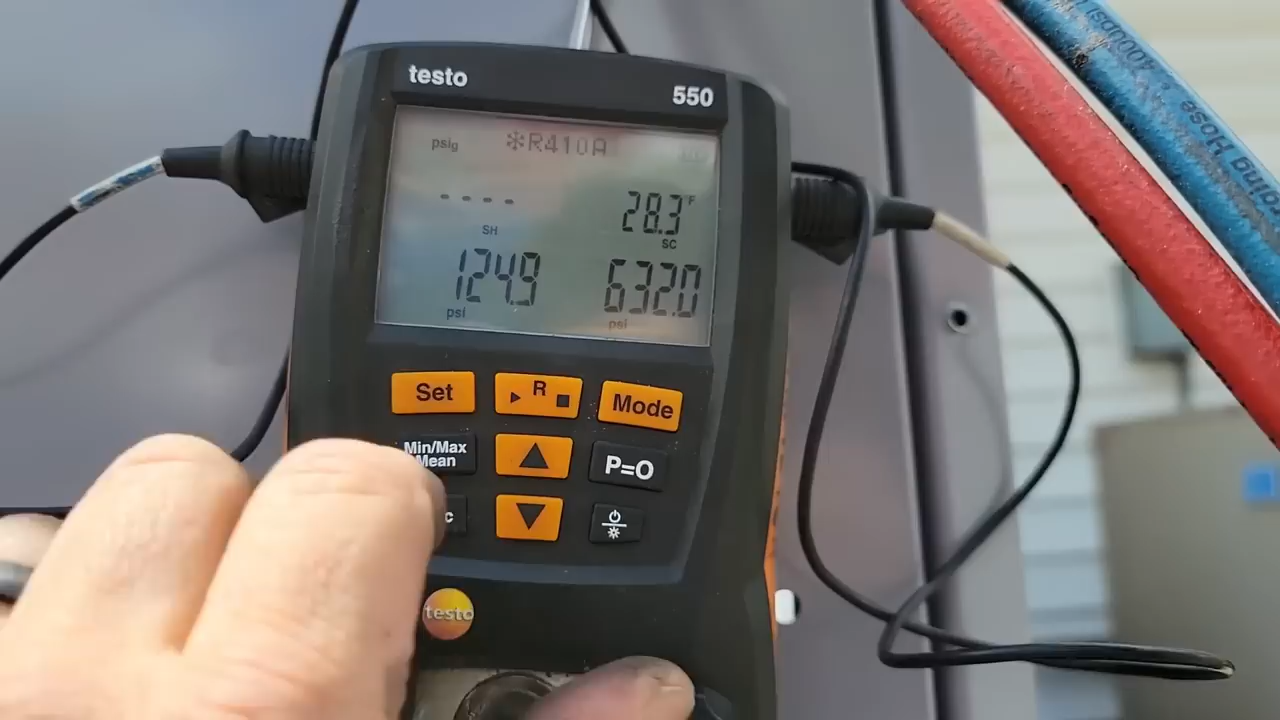 testo
550
psig
R410A
---- 28.3 °F
SH SC
124.9 632.0
psi psi
Set
R
Mode
Min/Max
Mean
P=O
c
testo
Hose